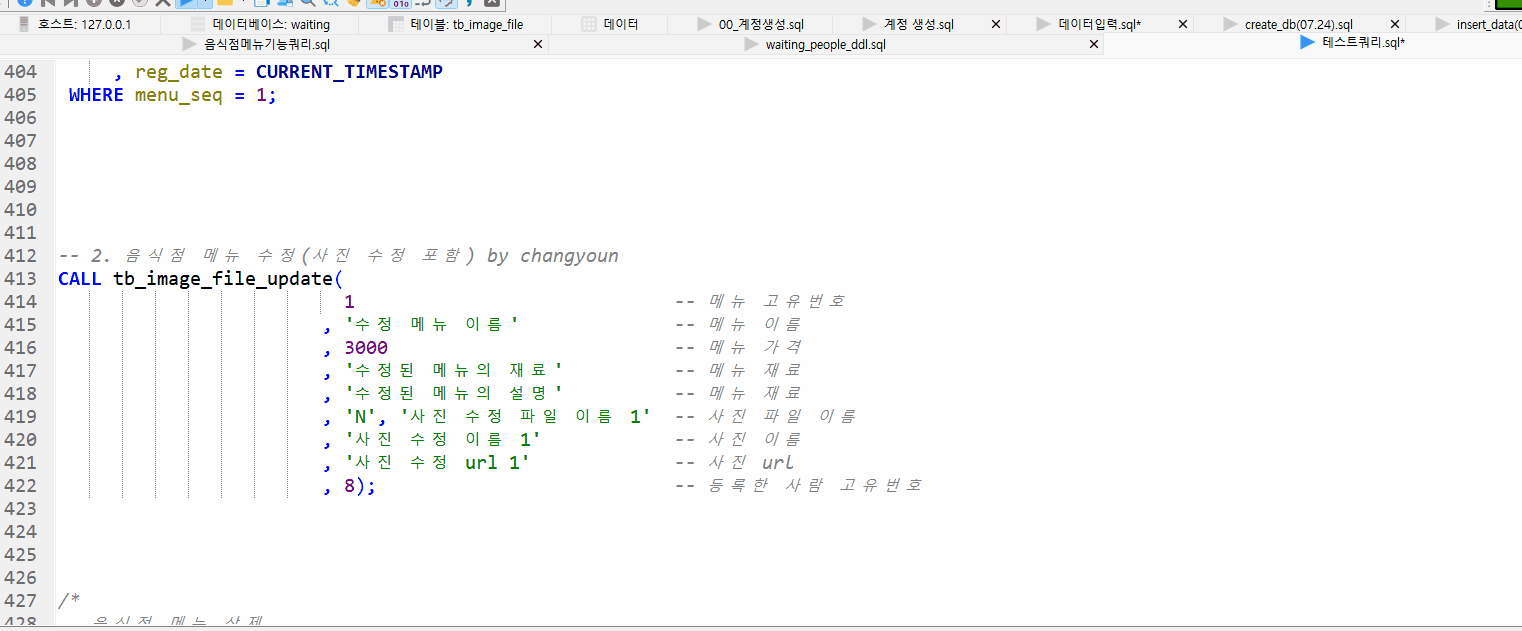 호스트: 127.0.0.1 데이터베이스: waiting 테이블: tb_image_file 데이터 00_계정생성.sql 계정 생성.sql 데이터입력.sql* create_db(07.24).sql insert_data(0
음식점메뉴기능쿼리.sql waiting_people_ddl.sql 테스트쿼리.sql*
404 , reg_date = CURRENT_TIMESTAMP
405 WHERE menu_seq = 1;
406
407
408
409
410
411
412 -- 2. 음식점 메뉴 수정(사진 수정 포함) by changyoun
413 CALL tb_image_file_update(
414 1 -- 메뉴 고유번호
415 , '수정 메뉴 이름' -- 메뉴 이름
416 , 3000 -- 메뉴 가격
417 , '수정된 메뉴의 재료' -- 메뉴 재료
418 , '수정된 메뉴의 설명' -- 메뉴 재료
419 , 'N', '사진 수정 파일 이름 1' -- 사진 파일 이름
420 , '사진 수정 이름 1' -- 사진 이름
421 , '사진 수정 url 1' -- 사진 url
422 , 8); -- 등록한 사람 고유번호
423
424
425
426
427 /*
428 음식점 메뉴 삭제